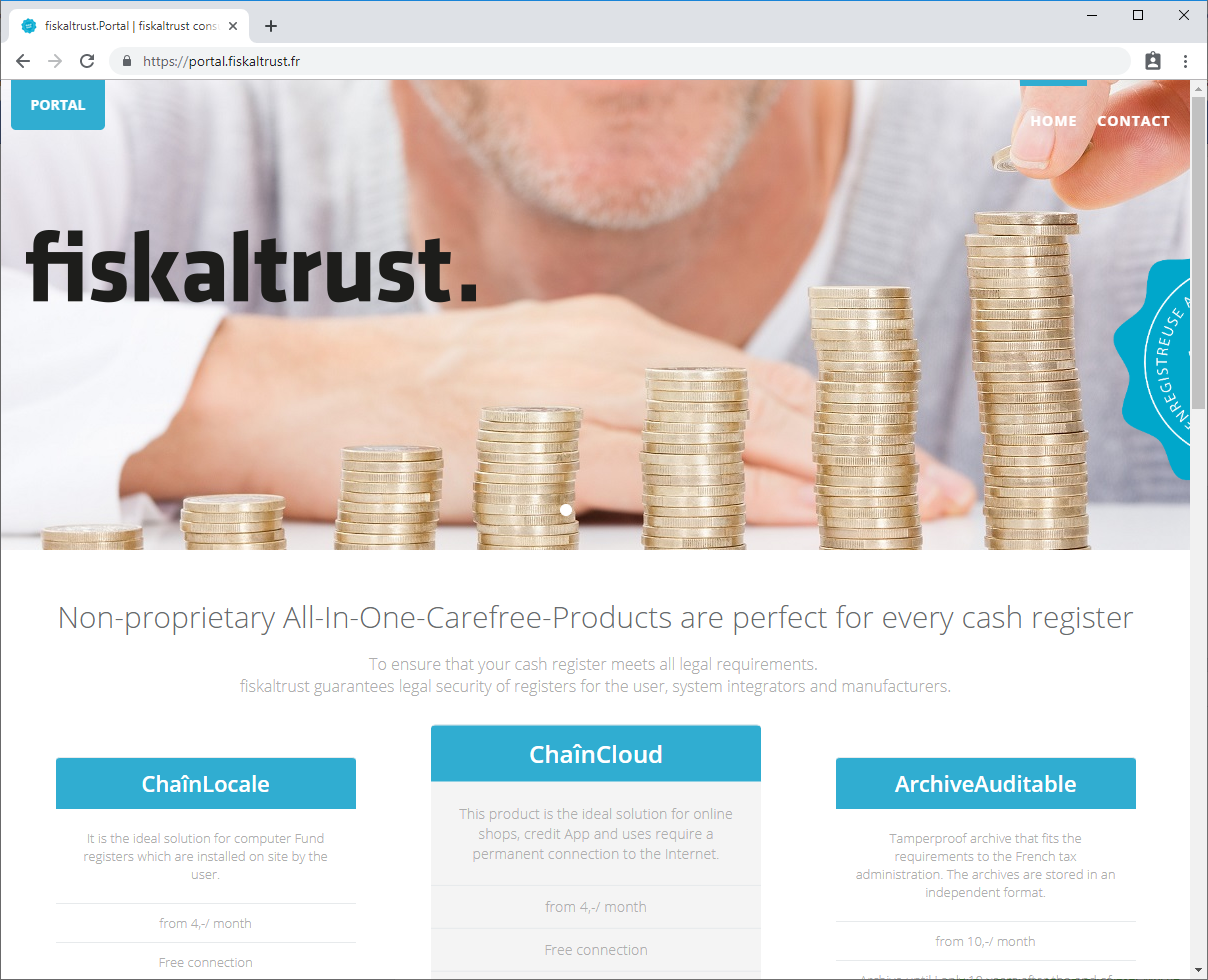 fiskaltrust.Portal | fiskaltrust cons
https://portal.fiskaltrust.fr
PORTAL
HOME CONTACT
fiskaltrust.
ENREGISTREUSE
Non-proprietary All-In-One-Carefree-Products are perfect for every cash register
To ensure that your cash register meets all legal requirements.
fiskaltrust guarantees legal security of registers for the user, system integrators and manufacturers.
ChaînLocale
It is the ideal solution for computer Fund
registers which are installed on site by the
user.
from 4,-/ month
Free connection
ChaînCloud
This product is the ideal solution for online
shops, credit App and uses require a
permanent connection to the Internet.
from 4,-/ month
Free connection
ArchiveAuditable
Tamperproof archive that fits the
requirements to the French tax
administration. The archives are stored in an
independent format.
from 10,-/ month